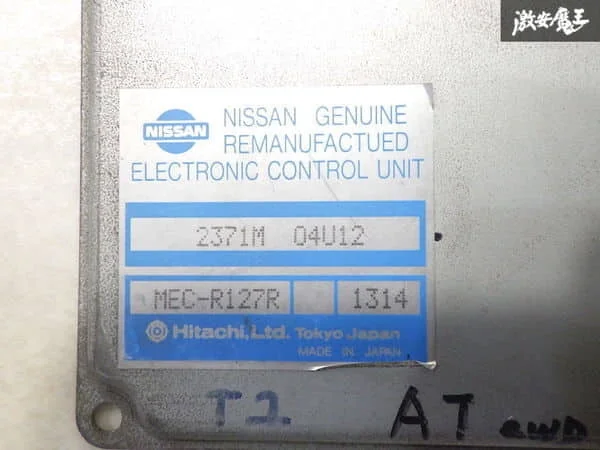 激安魔王
NISSAN
NISSAN GENUINE
REMANUFACTUED
ELECTRONIC CONTROL UNIT
2371M 04U12
MEC-R127R 1314
Hitachi, Ltd. Tokyo Japan
MADE IN JAPAN
T2 AT 2WD